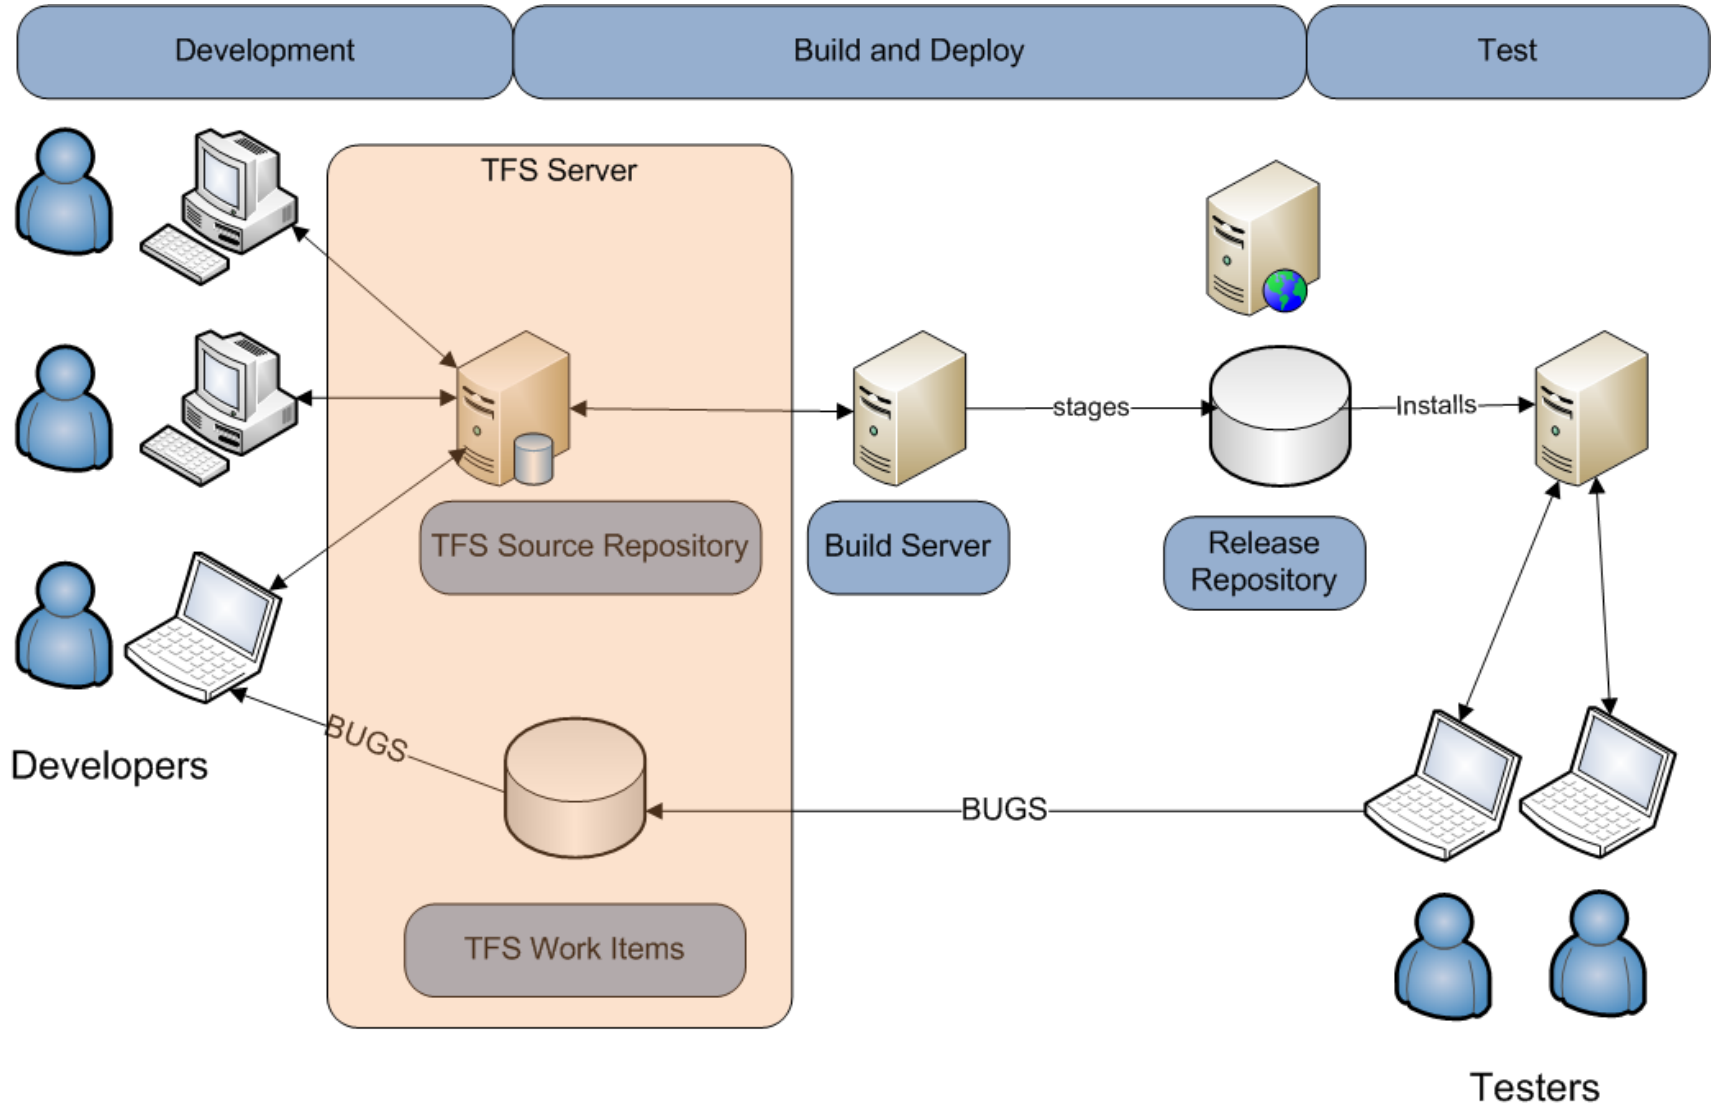 Development
Build and Deploy
Test
TFS Server
stages
Installs
TFS Source Repository
Build Server
Release
Repository
BUGS
Developers
BUGS
TFS Work Items
Testers